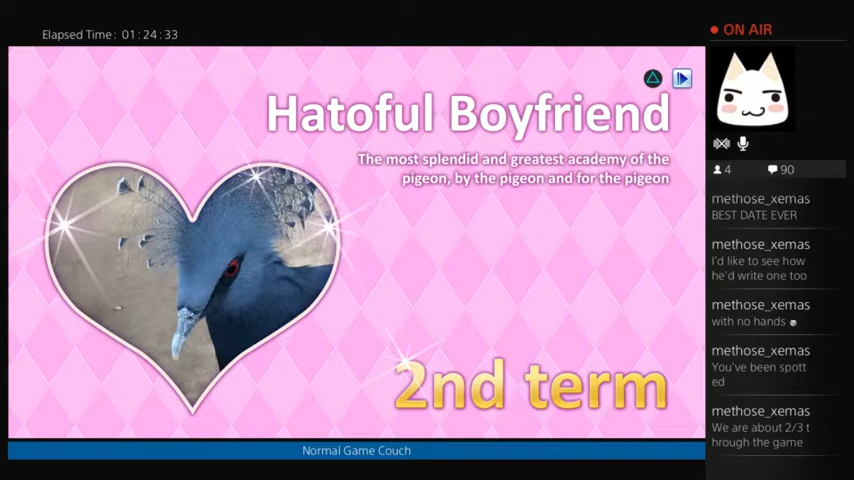 Elapsed Time : 01:24:33
ON AIR
Hatoful Boyfriend
The most splendid and greatest academy of the
pigeon, by the pigeon and for the pigeon
4
90
methose_xemas
BEST DATE EVER
methose_xemas
I'd like to see how
he'd write one too
methose_xemas
with no hands
methose_xemas
You've been spott
ed
methose_xemas
We are about 2/3 t
hrough the game
2nd term
Normal Game Couch